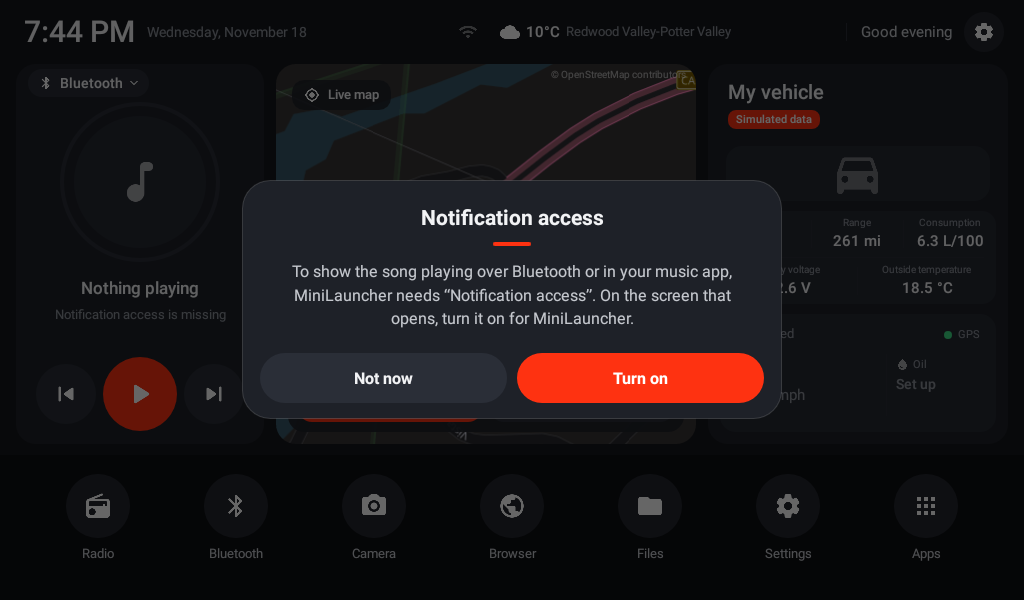 7:44 PM
Wednesday, November 18
10°C
Redwood Valley-Potter Valley
Good evening
Bluetooth
Live map
© OpenStreetMap contributors
CA
My vehicle
Simulated data
Nothing playing
Notification access is missing
Range
261 mi
Consumption
6.3 L/100
voltage
2.6 V
Outside temperature
18.5 °C
GPS
Oil
Set up
mph
Notification access
To show the song playing over Bluetooth or in your music app,
MiniLauncher needs “Notification access”. On the screen that
opens, turn it on for MiniLauncher.
Not now
Turn on
Radio
Bluetooth
Camera
Browser
Files
Settings
Apps